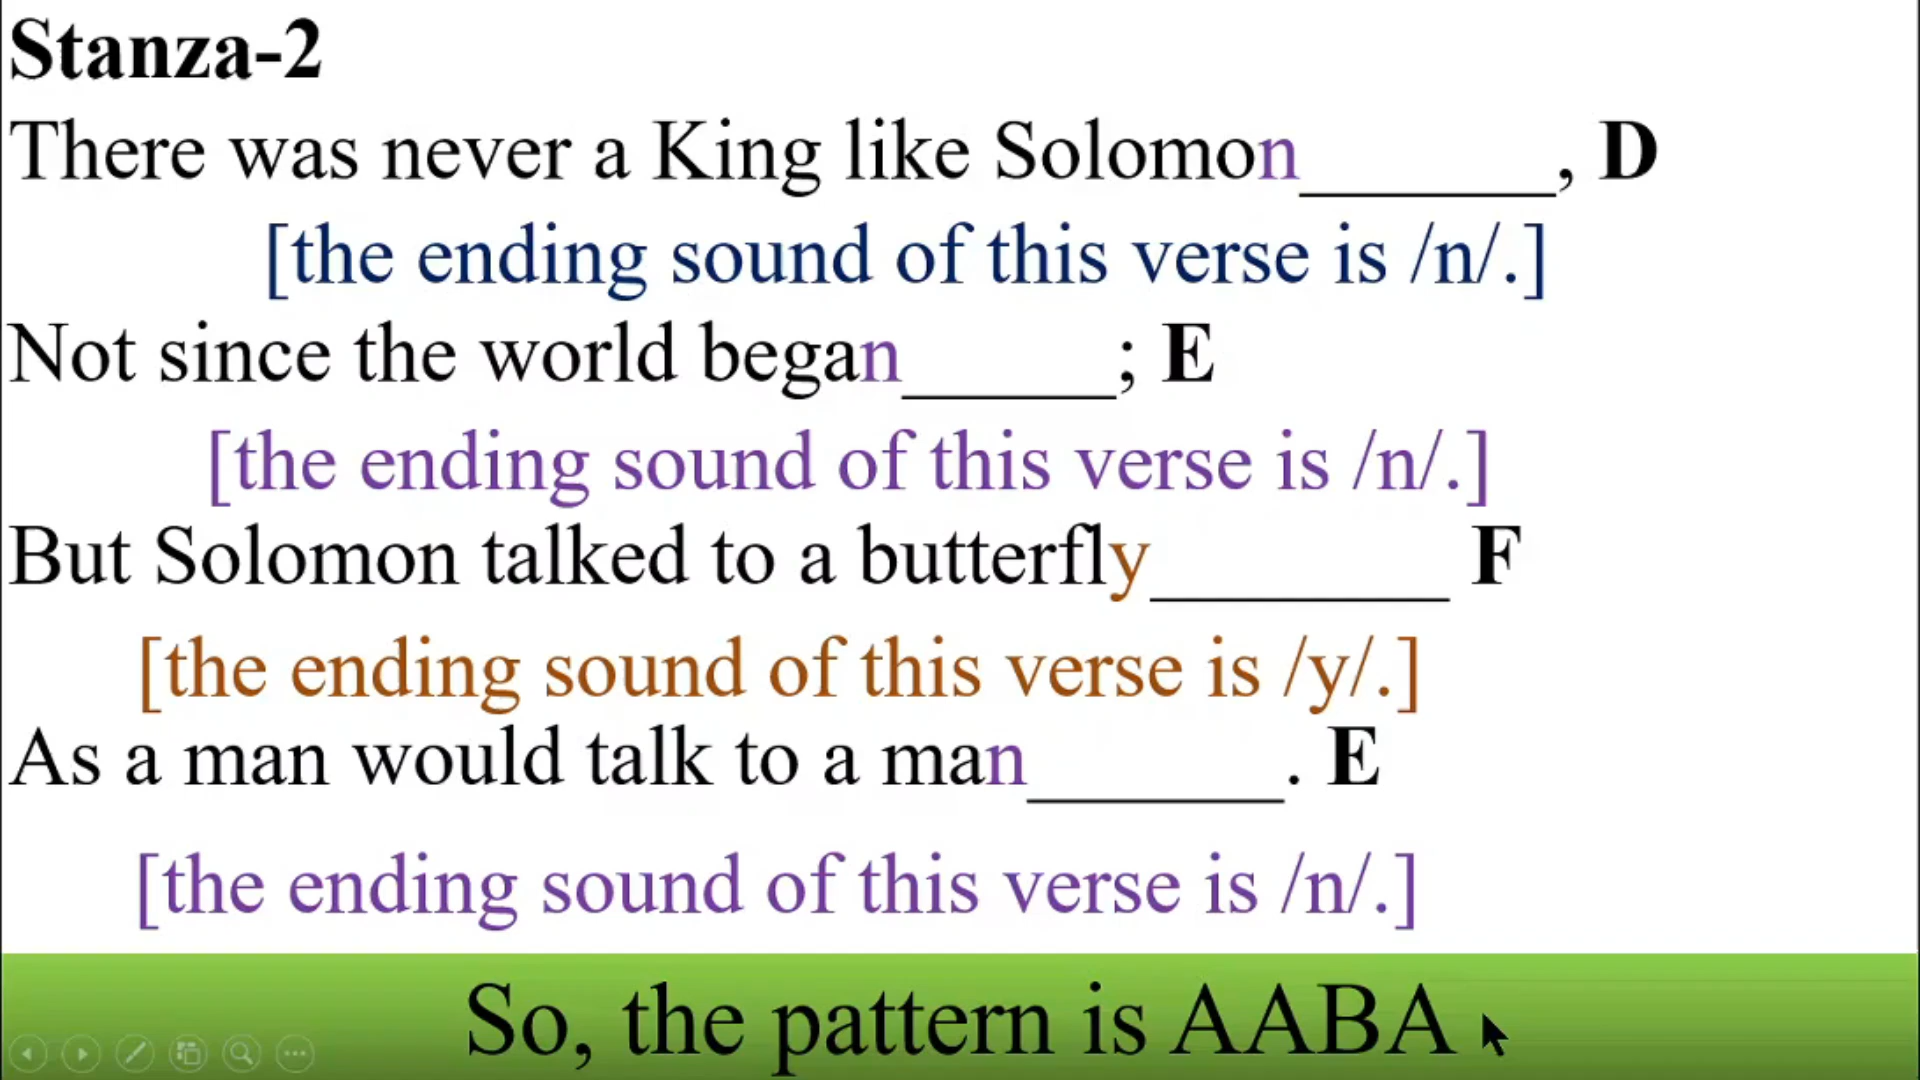 Stanza-2
There was never a King like Solomon______, D
[the ending sound of this verse is /n/.]
Not since the world began_____; E
[the ending sound of this verse is /n/.]
But Solomon talked to a butterfly_______ F
[the ending sound of this verse is /y/.]
As a man would talk to a man______. E
[the ending sound of this verse is /n/.]
So, the pattern is AABA